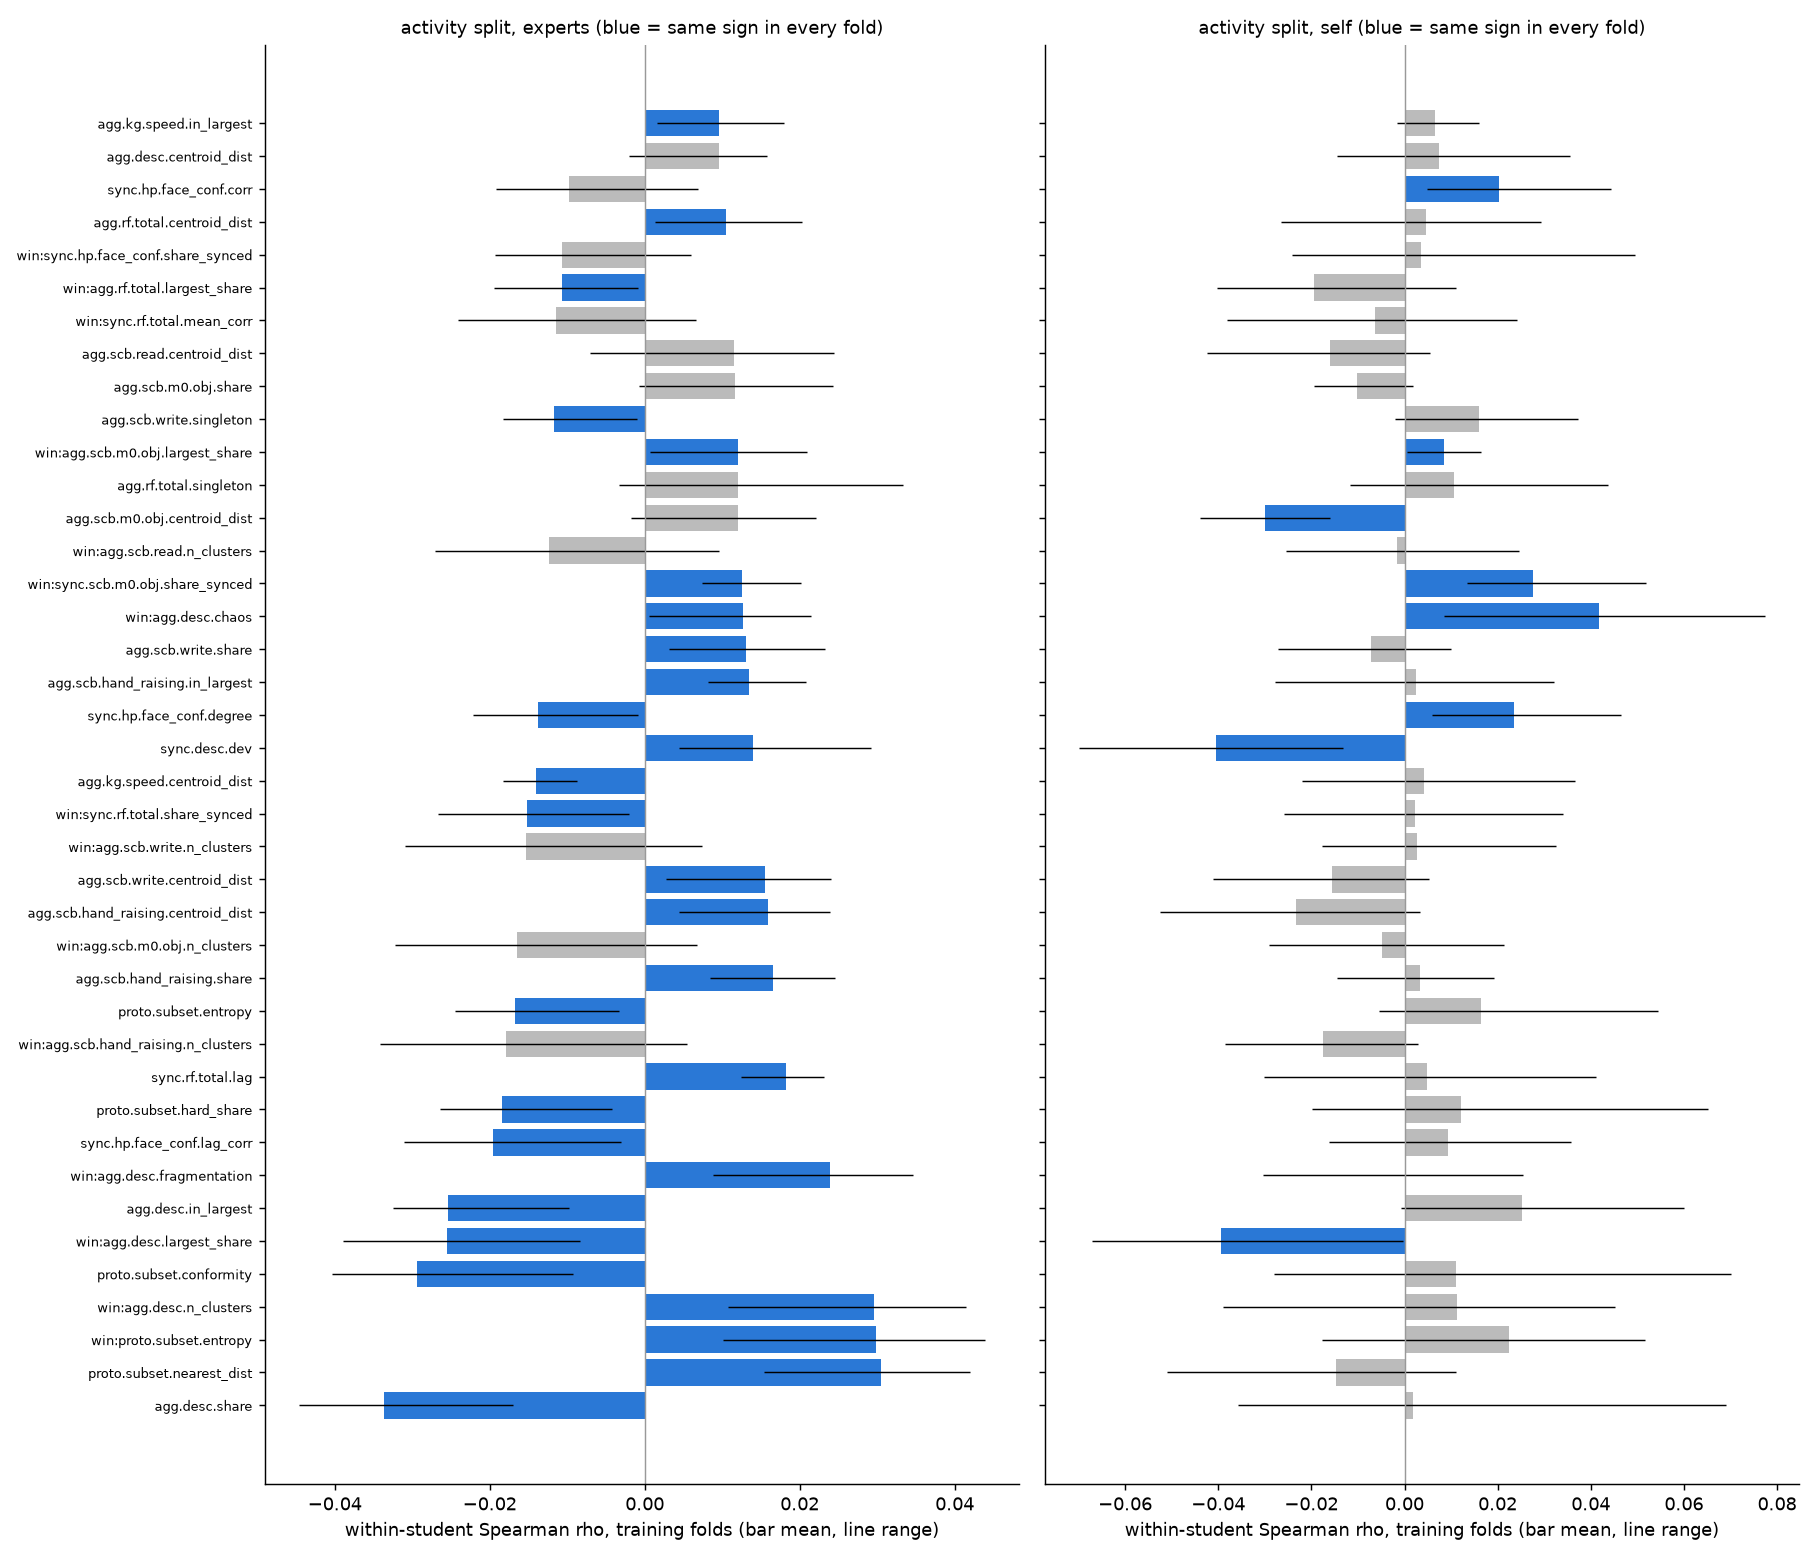 activity split, experts (blue = same sign in every fold)
activity split, self (blue = same sign in every fold)
agg.kg.speed.in_largest
agg.desc.centroid_dist
sync.hp.face_conf.corr
agg.rf.total.centroid_dist
win:sync.hp.face_conf.share_synced
win:agg.rf.total.largest_share
win:sync.rf.total.mean_corr
agg.scb.read.centroid_dist
agg.scb.m0.obj.share
agg.scb.write.singleton
win:agg.scb.m0.obj.largest_share
agg.rf.total.singleton
agg.scb.m0.obj.centroid_dist
win:agg.scb.read.n_clusters
win:sync.scb.m0.obj.share_synced
win:agg.desc.chaos
agg.scb.write.share
agg.scb.hand_raising.in_largest
sync.hp.face_conf.degree
sync.desc.dev
agg.kg.speed.centroid_dist
win:sync.rf.total.share_synced
win:agg.scb.write.n_clusters
agg.scb.write.centroid_dist
agg.scb.hand_raising.centroid_dist
win:agg.scb.m0.obj.n_clusters
agg.scb.hand_raising.share
proto.subset.entropy
win:agg.scb.hand_raising.n_clusters
sync.rf.total.lag
proto.subset.hard_share
sync.hp.face_conf.lag_corr
win:agg.desc.fragmentation
agg.desc.in_largest
win:agg.desc.largest_share
proto.subset.conformity
win:agg.desc.n_clusters
win:proto.subset.entropy
proto.subset.nearest_dist
agg.desc.share
−0.04 −0.02 0.00 0.02 0.04
−0.06 −0.04 −0.02 0.00 0.02 0.04 0.06 0.08
within-student Spearman rho, training folds (bar mean, line range)
within-student Spearman rho, training folds (bar mean, line range)